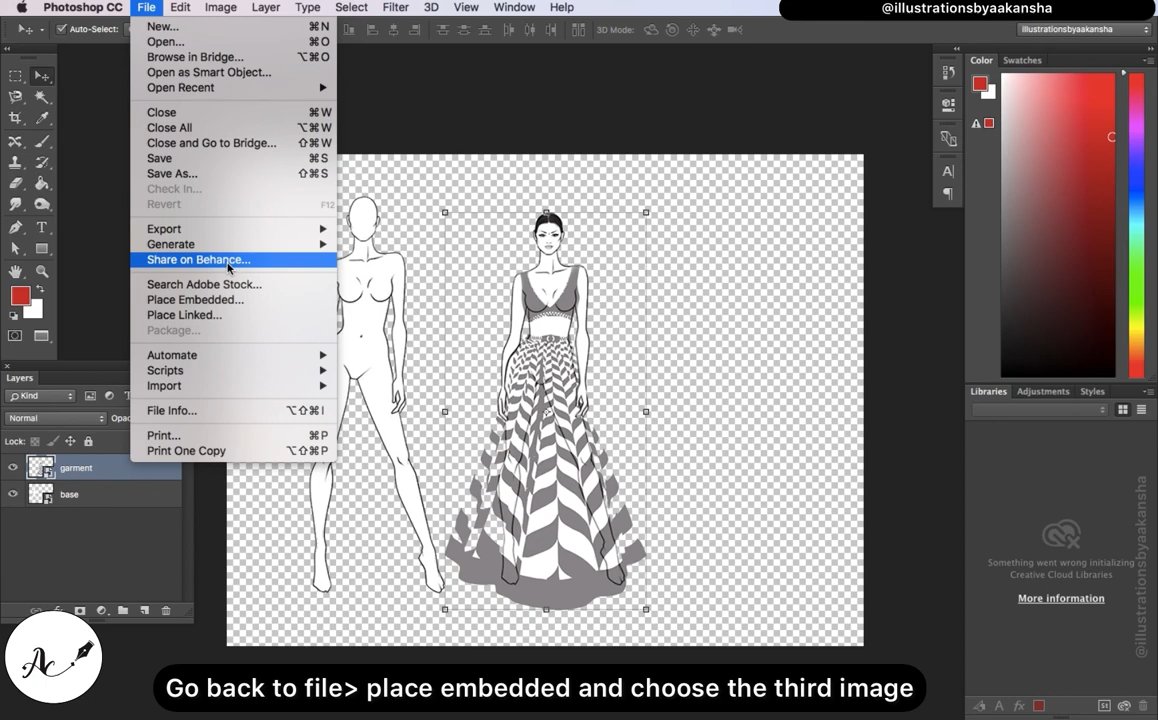 Photoshop CC File Edit Image Layer Type Select Filter 3D View Window Help
@illustrationsbyaakansha
Auto-Select:
3D Mode:
illustrationsbyaakansha
New... ⌘N
Open... ⌘O
Browse in Bridge... ⌥⌘O
Open as Smart Object...
Open Recent
Close ⌘W
Close All ⌥⌘W
Close and Go to Bridge... ⇧⌘W
Save ⌘S
Save As... ⇧⌘S
Check In...
Revert F12
Export
Generate
Share on Behance...
Search Adobe Stock...
Place Embedded...
Place Linked...
Package...
Automate
Scripts
Import
File Info... ⌥⇧⌘I
Print... ⌘P
Print One Copy ⌥⇧⌘P
Layers
Kind
Normal Opac
Lock:
garment
base
Color Swatches
Libraries Adjustments Styles
Something went wrong initializing
Creative Cloud Libraries
More information
@illustrationsbyaakansha
Ac
Go back to file> place embedded and choose the third image